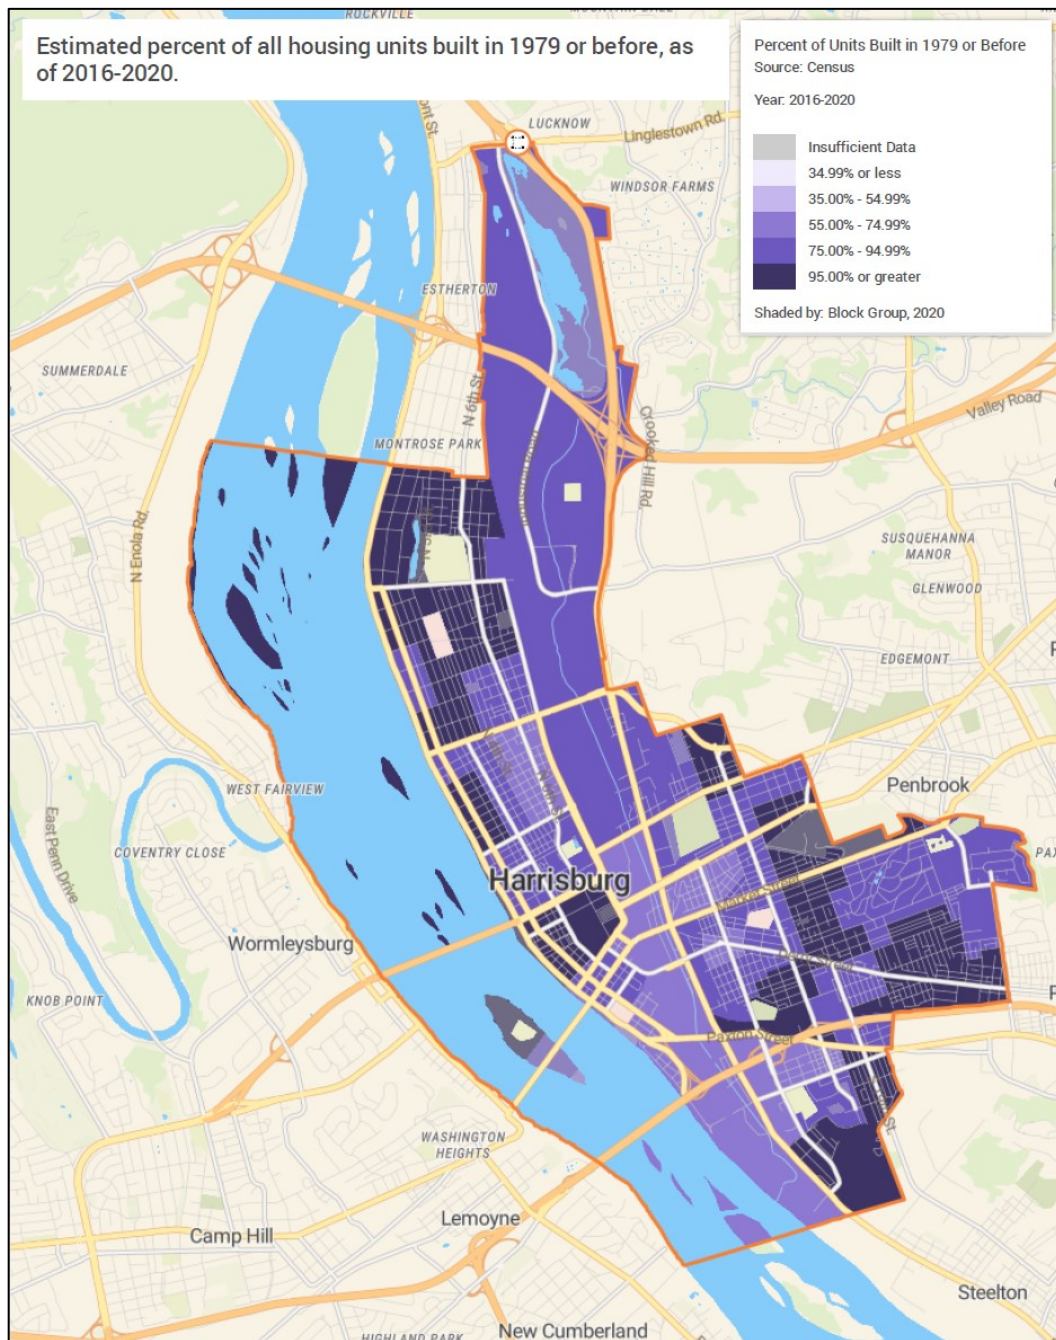 ROCKVILLE
Estimated percent of all housing units built in 1979 or before, as
of 2016-2020.
Percent of Units Built in 1979 or Before
Source: Census
Year: 2016-2020
Insufficient Data
34.99% or less
35.00% - 54.99%
55.00% - 74.99%
75.00% - 94.99%
95.00% or greater
Shaded by: Block Group, 2020
LUCKNOW
Linglestown Rd.
WINDSOR FARMS
ESTHERTON
SUMMERDALE
N 6th St.
Valley Road
Crooked Hill Rd.
MONTROSE PARK
Industrial Road
N Enola Rd.
SUSQUEHANNA
MANOR
GLENWOOD
EDGEMONT
WEST FAIRVIEW
Penbrook
East Penn Drive
COVENTRY CLOSE
Harrisburg
Market Street
Wormleysburg
Derry Street
KNOB POINT
Paxton Street
WASHINGTON
HEIGHTS
Lemoyne
Camp Hill
Steelton
New Cumberland
HIGHLAND PARK